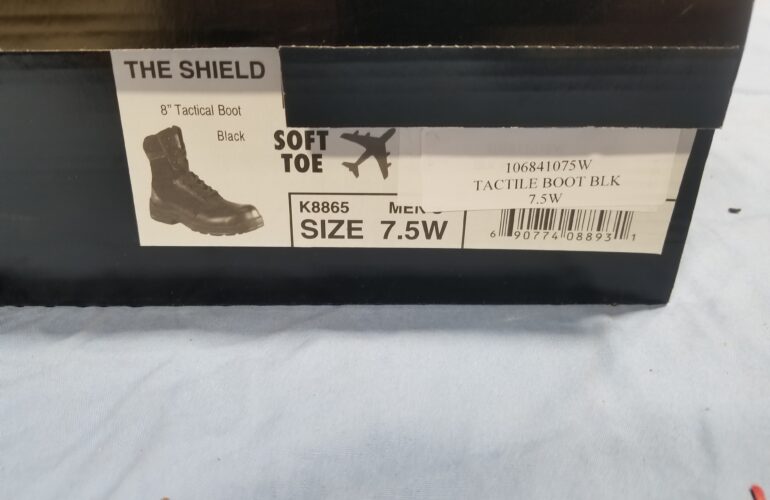 THE SHIELD
8" Tactical Boot
Black
SOFT
TOE
K8865
SIZE 7.5W
106841075W
TACTILE BOOT BLK
7.5W
6 90774 08893 1